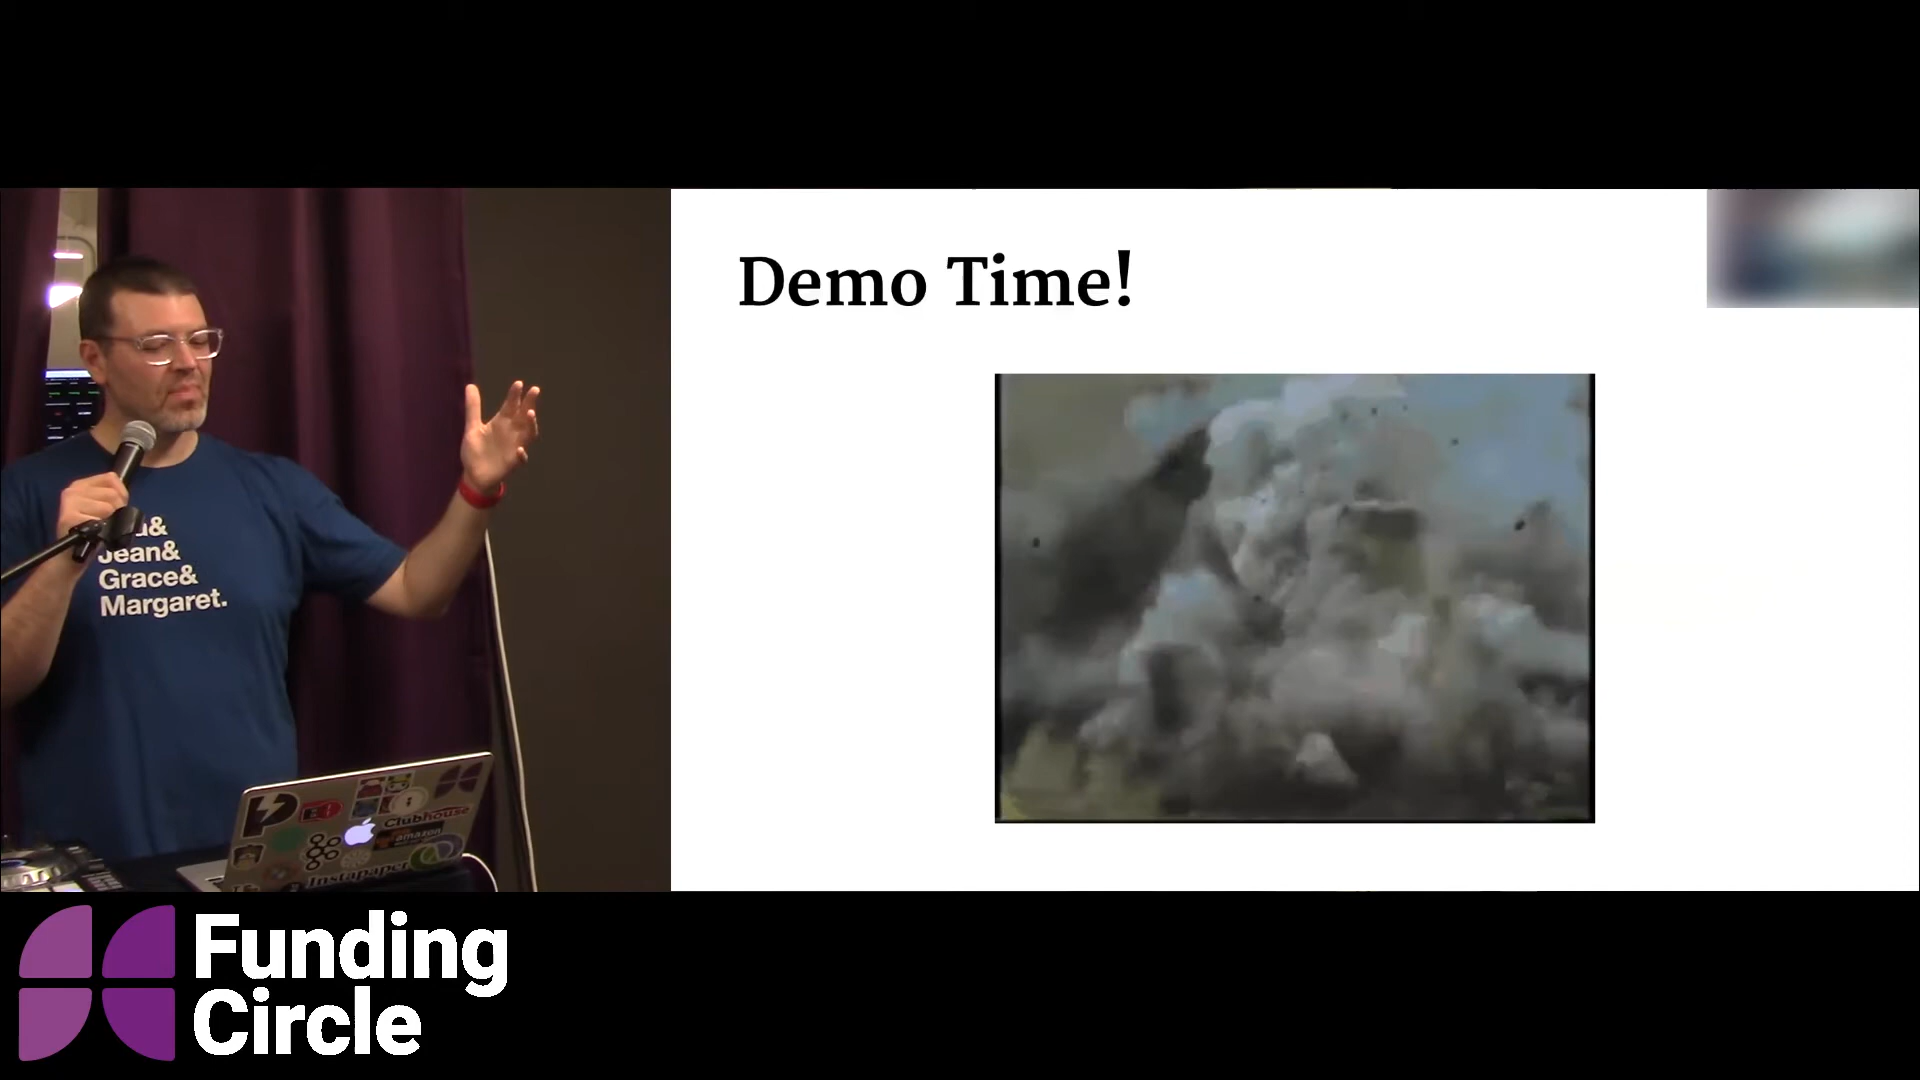 Demo Time!
&
Jean&
Grace&
Margaret.
Clubhouse
amazon
Instapaper
Funding
Circle